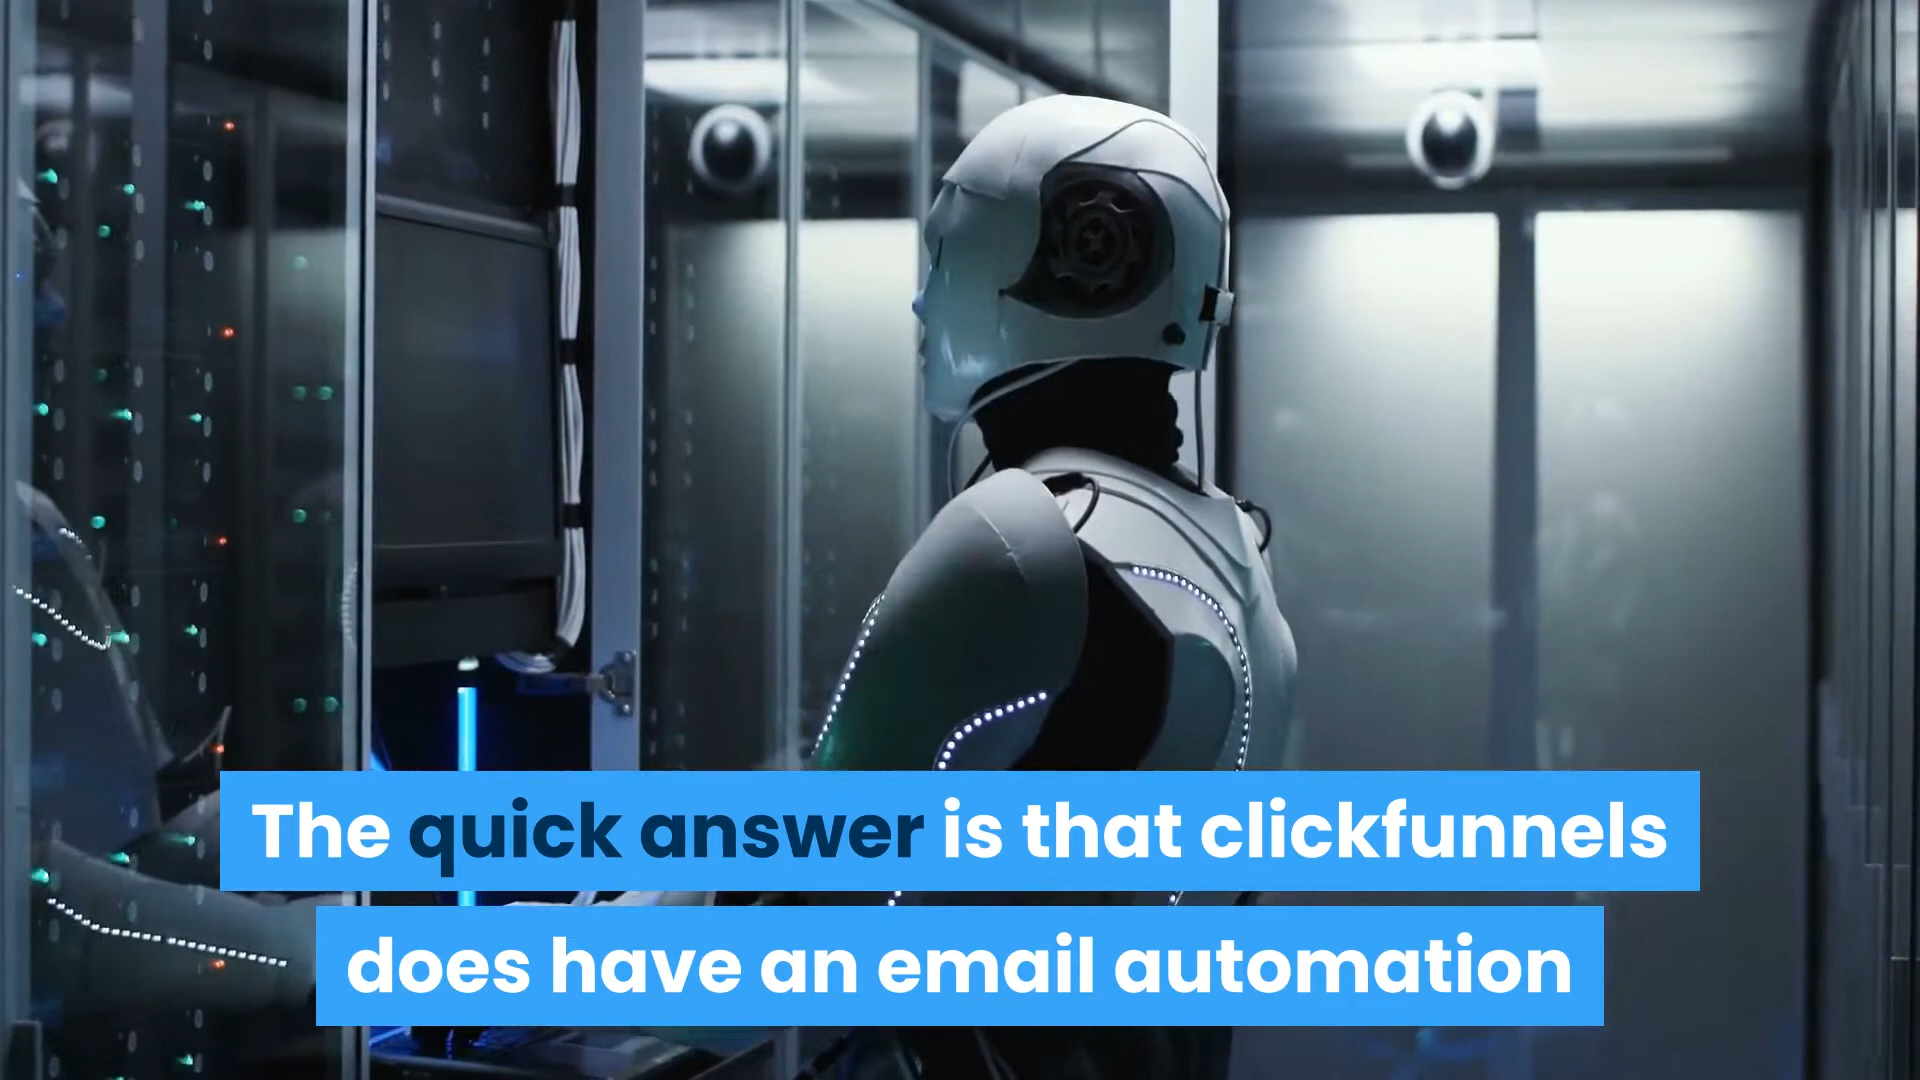 The quick answer is that clickfunnels
does have an email automation